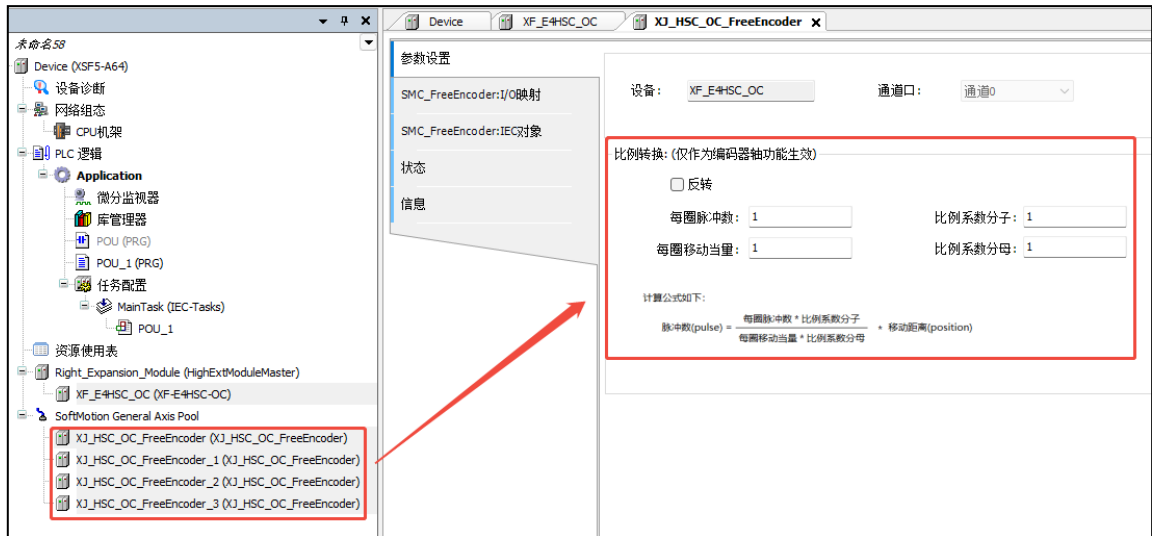 未命名58
Device (XSF5-A64)
设备诊断
网络组态
CPU机架
PLC 逻辑
Application
微分监视器
库管理器
POU (PRG)
POU_1 (PRG)
任务配置
MainTask (IEC-Tasks)
POU_1
资源使用表
Right_Expansion_Module (HighExtModuleMaster)
XF_E4HSC_OC (XF-E4HSC-OC)
SoftMotion General Axis Pool
XJ_HSC_OC_FreeEncoder (XJ_HSC_OC_FreeEncoder)
XJ_HSC_OC_FreeEncoder_1 (XJ_HSC_OC_FreeEncoder)
XJ_HSC_OC_FreeEncoder_2 (XJ_HSC_OC_FreeEncoder)
XJ_HSC_OC_FreeEncoder_3 (XJ_HSC_OC_FreeEncoder)
Device XF_E4HSC_OC XJ_HSC_OC_FreeEncoder
参数设置
SMC_FreeEncoder:I/O映射
SMC_FreeEncoder:IEC对象
状态
信息
设备: XF_E4HSC_OC 通道口: 通道0
比例转换:(仅作为编码器轴功能生效)
反转
每圈脉冲数: 1 比例系数分子: 1
每圈移动当量: 1 比例系数分母: 1
计算公式如下:
每圈脉冲数 * 比例系数分子
脉冲数(pulse) = * 移动距离(position)
每圈移动当量 * 比例系数分母